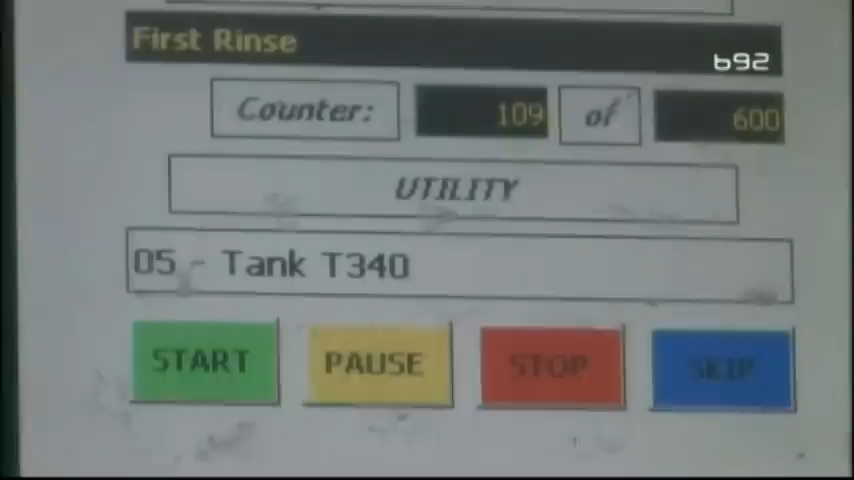 First Rinse
b92
Counter: 109 of 600
UTILITY
05 - Tank T340
START PAUSE STOP SKIP